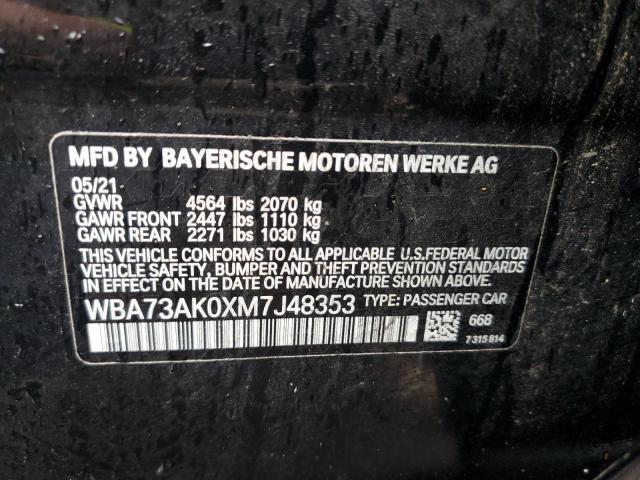 MFD BY BAYERISCHE MOTOREN WERKE AG
05/21
GVWR 4564 lbs 2070 kg
GAWR FRONT 2447 lbs 1110 kg
GAWR REAR 2271 lbs 1030 kg
THIS VEHICLE CONFORMS TO ALL APPLICABLE U.S.FEDERAL MOTOR
VEHICLE SAFETY, BUMPER AND THEFT PREVENTION STANDARDS
IN EFFECT ON THE DATE OF MANUFACTURE SHOWN ABOVE.
WBA73AK0XM7J48353 TYPE: PASSENGER CAR
668
7315814